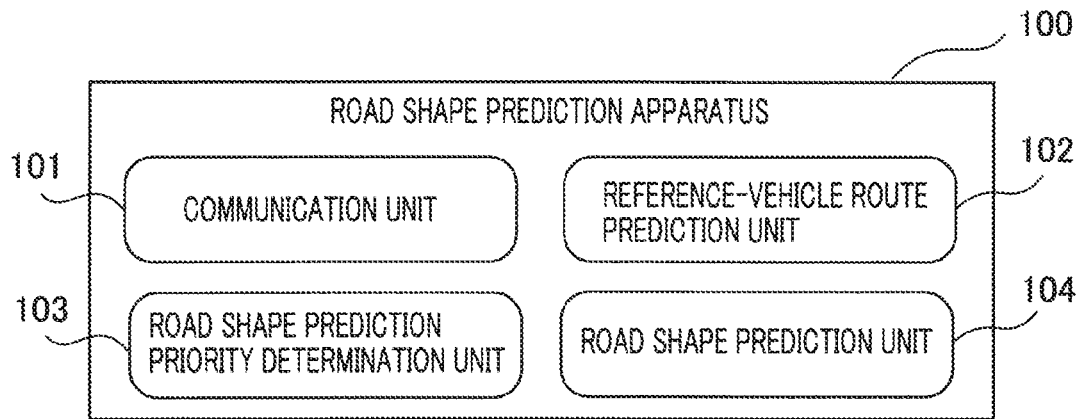 100
ROAD SHAPE PREDICTION APPARATUS
101
COMMUNICATION UNIT
102
REFERENCE-VEHICLE ROUTE
PREDICTION UNIT
103
ROAD SHAPE PREDICTION
PRIORITY DETERMINATION UNIT
104
ROAD SHAPE PREDICTION UNIT